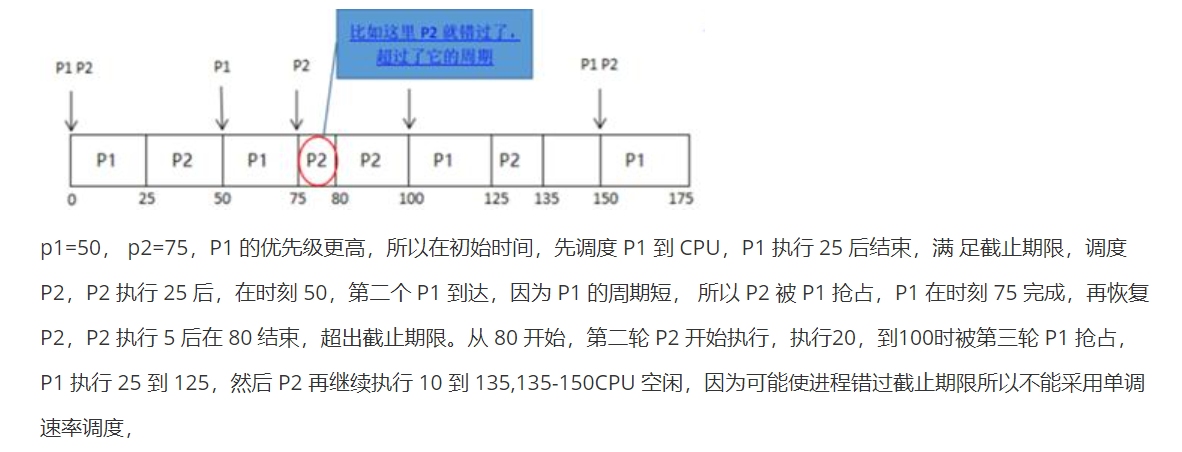 比如这里 P2 就错过了，
超过了它的周期
P1 P2
P1
P2
P1 P2
P1
P2
P1
P2
P2
P1
P2
P1
0
25
50
75
80
100
125
135
150
175
p1=50， p2=75，P1 的优先级更高，所以在初始时间，先调度 P1 到 CPU，P1 执行 25 后结束，满 足截止期限，调度
P2，P2 执行 25 后，在时刻 50，第二个 P1 到达，因为 P1 的周期短， 所以 P2 被 P1 抢占，P1 在时刻 75 完成，再恢复
P2，P2 执行 5 后在 80 结束，超出截止期限。从 80 开始，第二轮 P2 开始执行，执行20，到100时被第三轮 P1 抢占，
P1 执行 25 到 125，然后 P2 再继续执行 10 到 135,135-150CPU 空闲，因为可能使进程错过截止期限所以不能采用单调
速率调度，